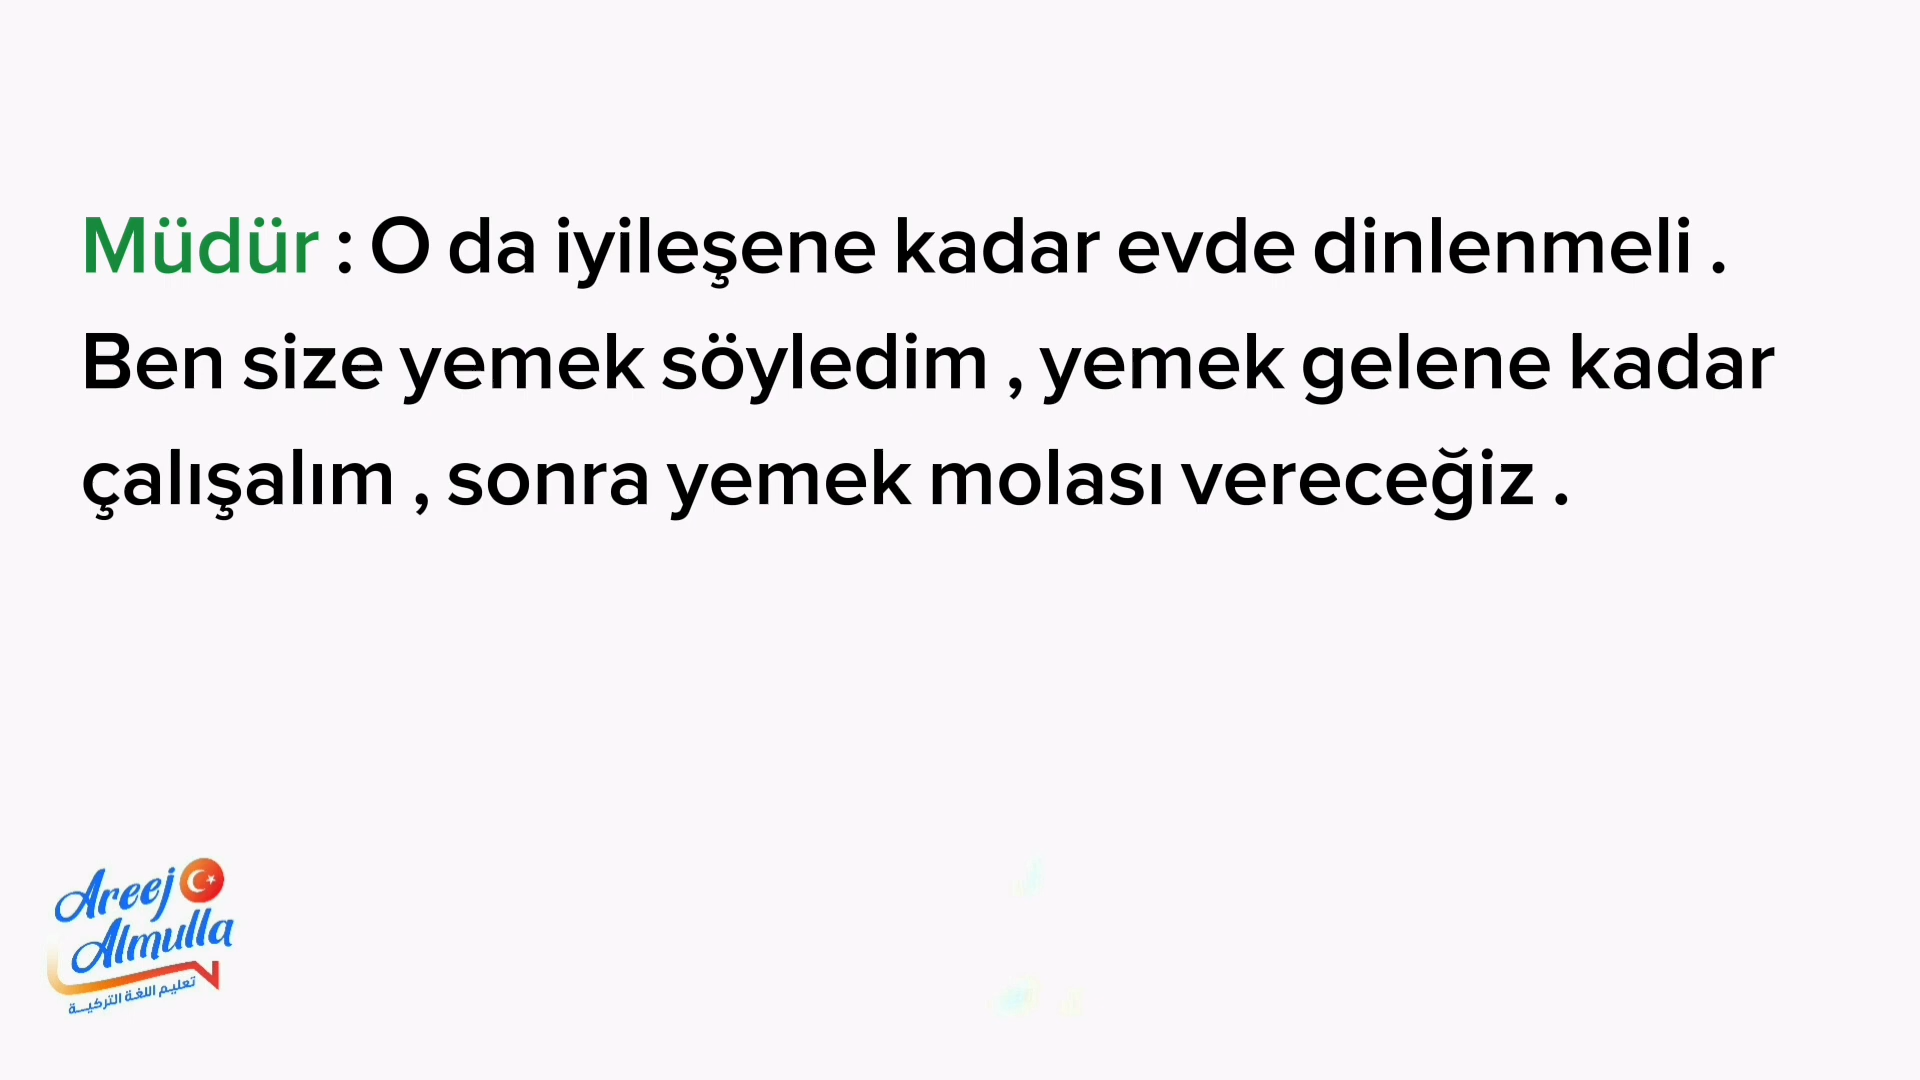 Müdür : O da iyileşene kadar evde dinlenmeli .
Ben size yemek söyledim , yemek gelene kadar
çalışalım , sonra yemek molası vereceğiz .
Areej
Almulla
تعليم اللغة التركيـــة